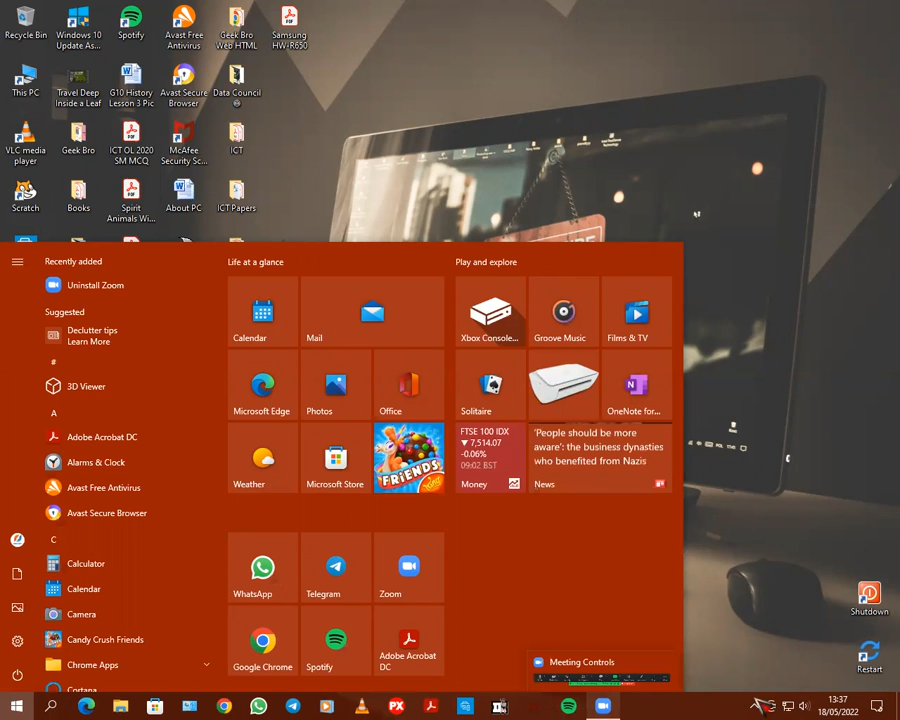 Recycle Bin
Windows 10
Update As...
Spotify
Avast Free
Antivirus
Geek Bro
Web HTML
Samsung
HW-R650
This PC
Travel Deep
Inside a Leaf
G10 History
Lesson 3 Pic
Avast Secure
Browser
Data Council
VLC media
player
Geek Bro
ICT OL 2020
SM MCQ
McAfee
Security Sc...
ICT
Scratch
Books
Spirit
Animals Wi...
About PC
ICT Papers
Recently added
Uninstall Zoom
Suggested
Declutter tips
Learn More
#
3D Viewer
A
Adobe Acrobat DC
Alarms & Clock
Avast Free Antivirus
Avast Secure Browser
C
Calculator
Calendar
Camera
Candy Crush Friends
Chrome Apps
Cortana
Life at a glance
Calendar
Mail
Microsoft Edge
Photos
Office
Weather
Microsoft Store
FRIENDS
WhatsApp
Telegram
Zoom
Google Chrome
Spotify
Adobe Acrobat
DC
Play and explore
Xbox Console...
Groove Music
Films & TV
Solitaire
OneNote for...
FTSE 100 IDX
▼ 7,514.07
-0.06%
09:02 BST
Money
'People should be more
aware': the business dynasties
who benefited from Nazis
News
Meeting Controls
Shutdown
Restart
13:37
18/05/2022